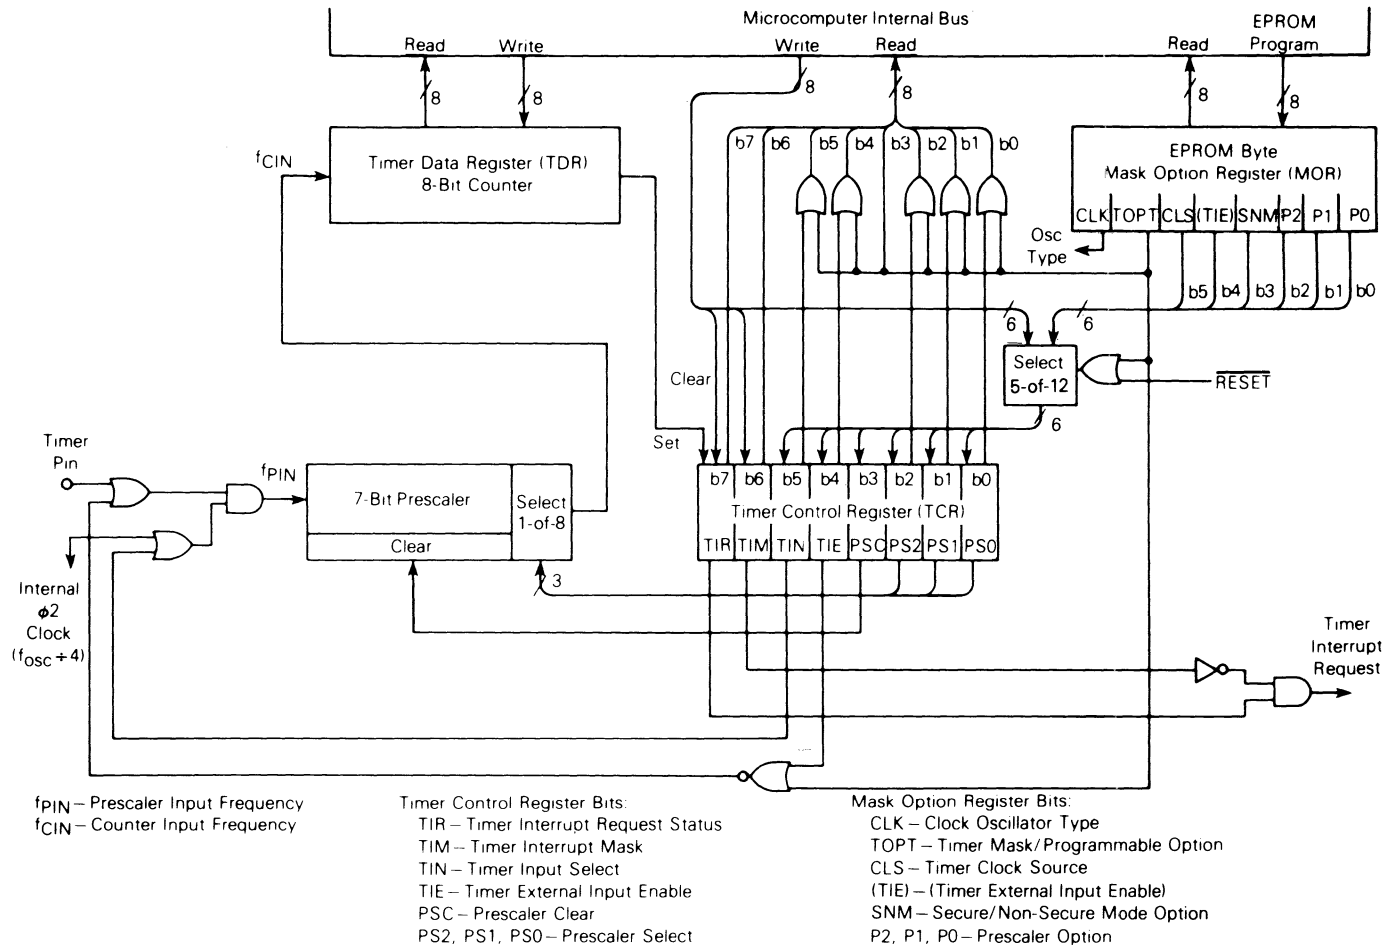 Microcomputer Internal Bus
EPROM
Program
Read
Write
Write
Read
Read
8
8
8
8
8
8
fCIN
Timer Data Register (TDR)
8-Bit Counter
b7
b6
b5
b4
b3
b2
b1
b0
EPROM Byte
Mask Option Register (MOR)
CLK
TOPT
CLS
(TIE)
SNM
P2
P1
P0
Osc
Type
b5
b4
b3
b2
b1
b0
6
6
Select
5-of-12
RESET
Clear
6
Set
Timer
Pin
fPIN
7-Bit Prescaler
Select
1-of-8
Clear
3
b7
b6
b5
b4
b3
b2
b1
b0
Timer Control Register (TCR)
TIR
TIM
TIN
TIE
PSC
PS2
PS1
PS0
Internal
ϕ2
Clock
(fOSC ÷ 4)
Timer
Interrupt
Request
fPIN – Prescaler Input Frequency
fCIN – Counter Input Frequency
Timer Control Register Bits:
TIR – Timer Interrupt Request Status
TIM – Timer Interrupt Mask
TIN – Timer Input Select
TIE – Timer External Input Enable
PSC – Prescaler Clear
PS2, PS1, PS0 – Prescaler Select
Mask Option Register Bits:
CLK – Clock Oscillator Type
TOPT – Timer Mask/Programmable Option
CLS – Timer Clock Source
(TIE) – (Timer External Input Enable)
SNM – Secure/Non-Secure Mode Option
P2, P1, P0 – Prescaler Option